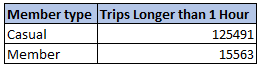 Member type Trips Longer than 1 Hour
Casual 125491
Member 15563